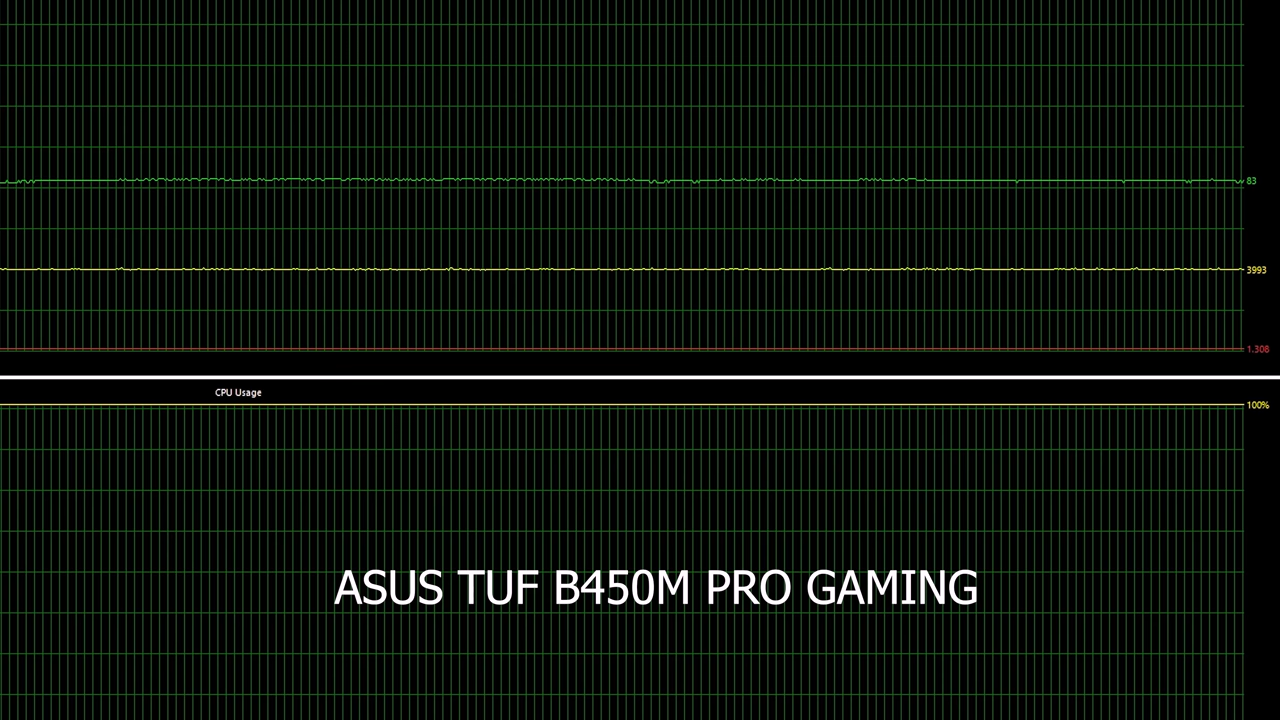 83
3993
1.308
CPU Usage
100%
ASUS TUF B450M PRO GAMING